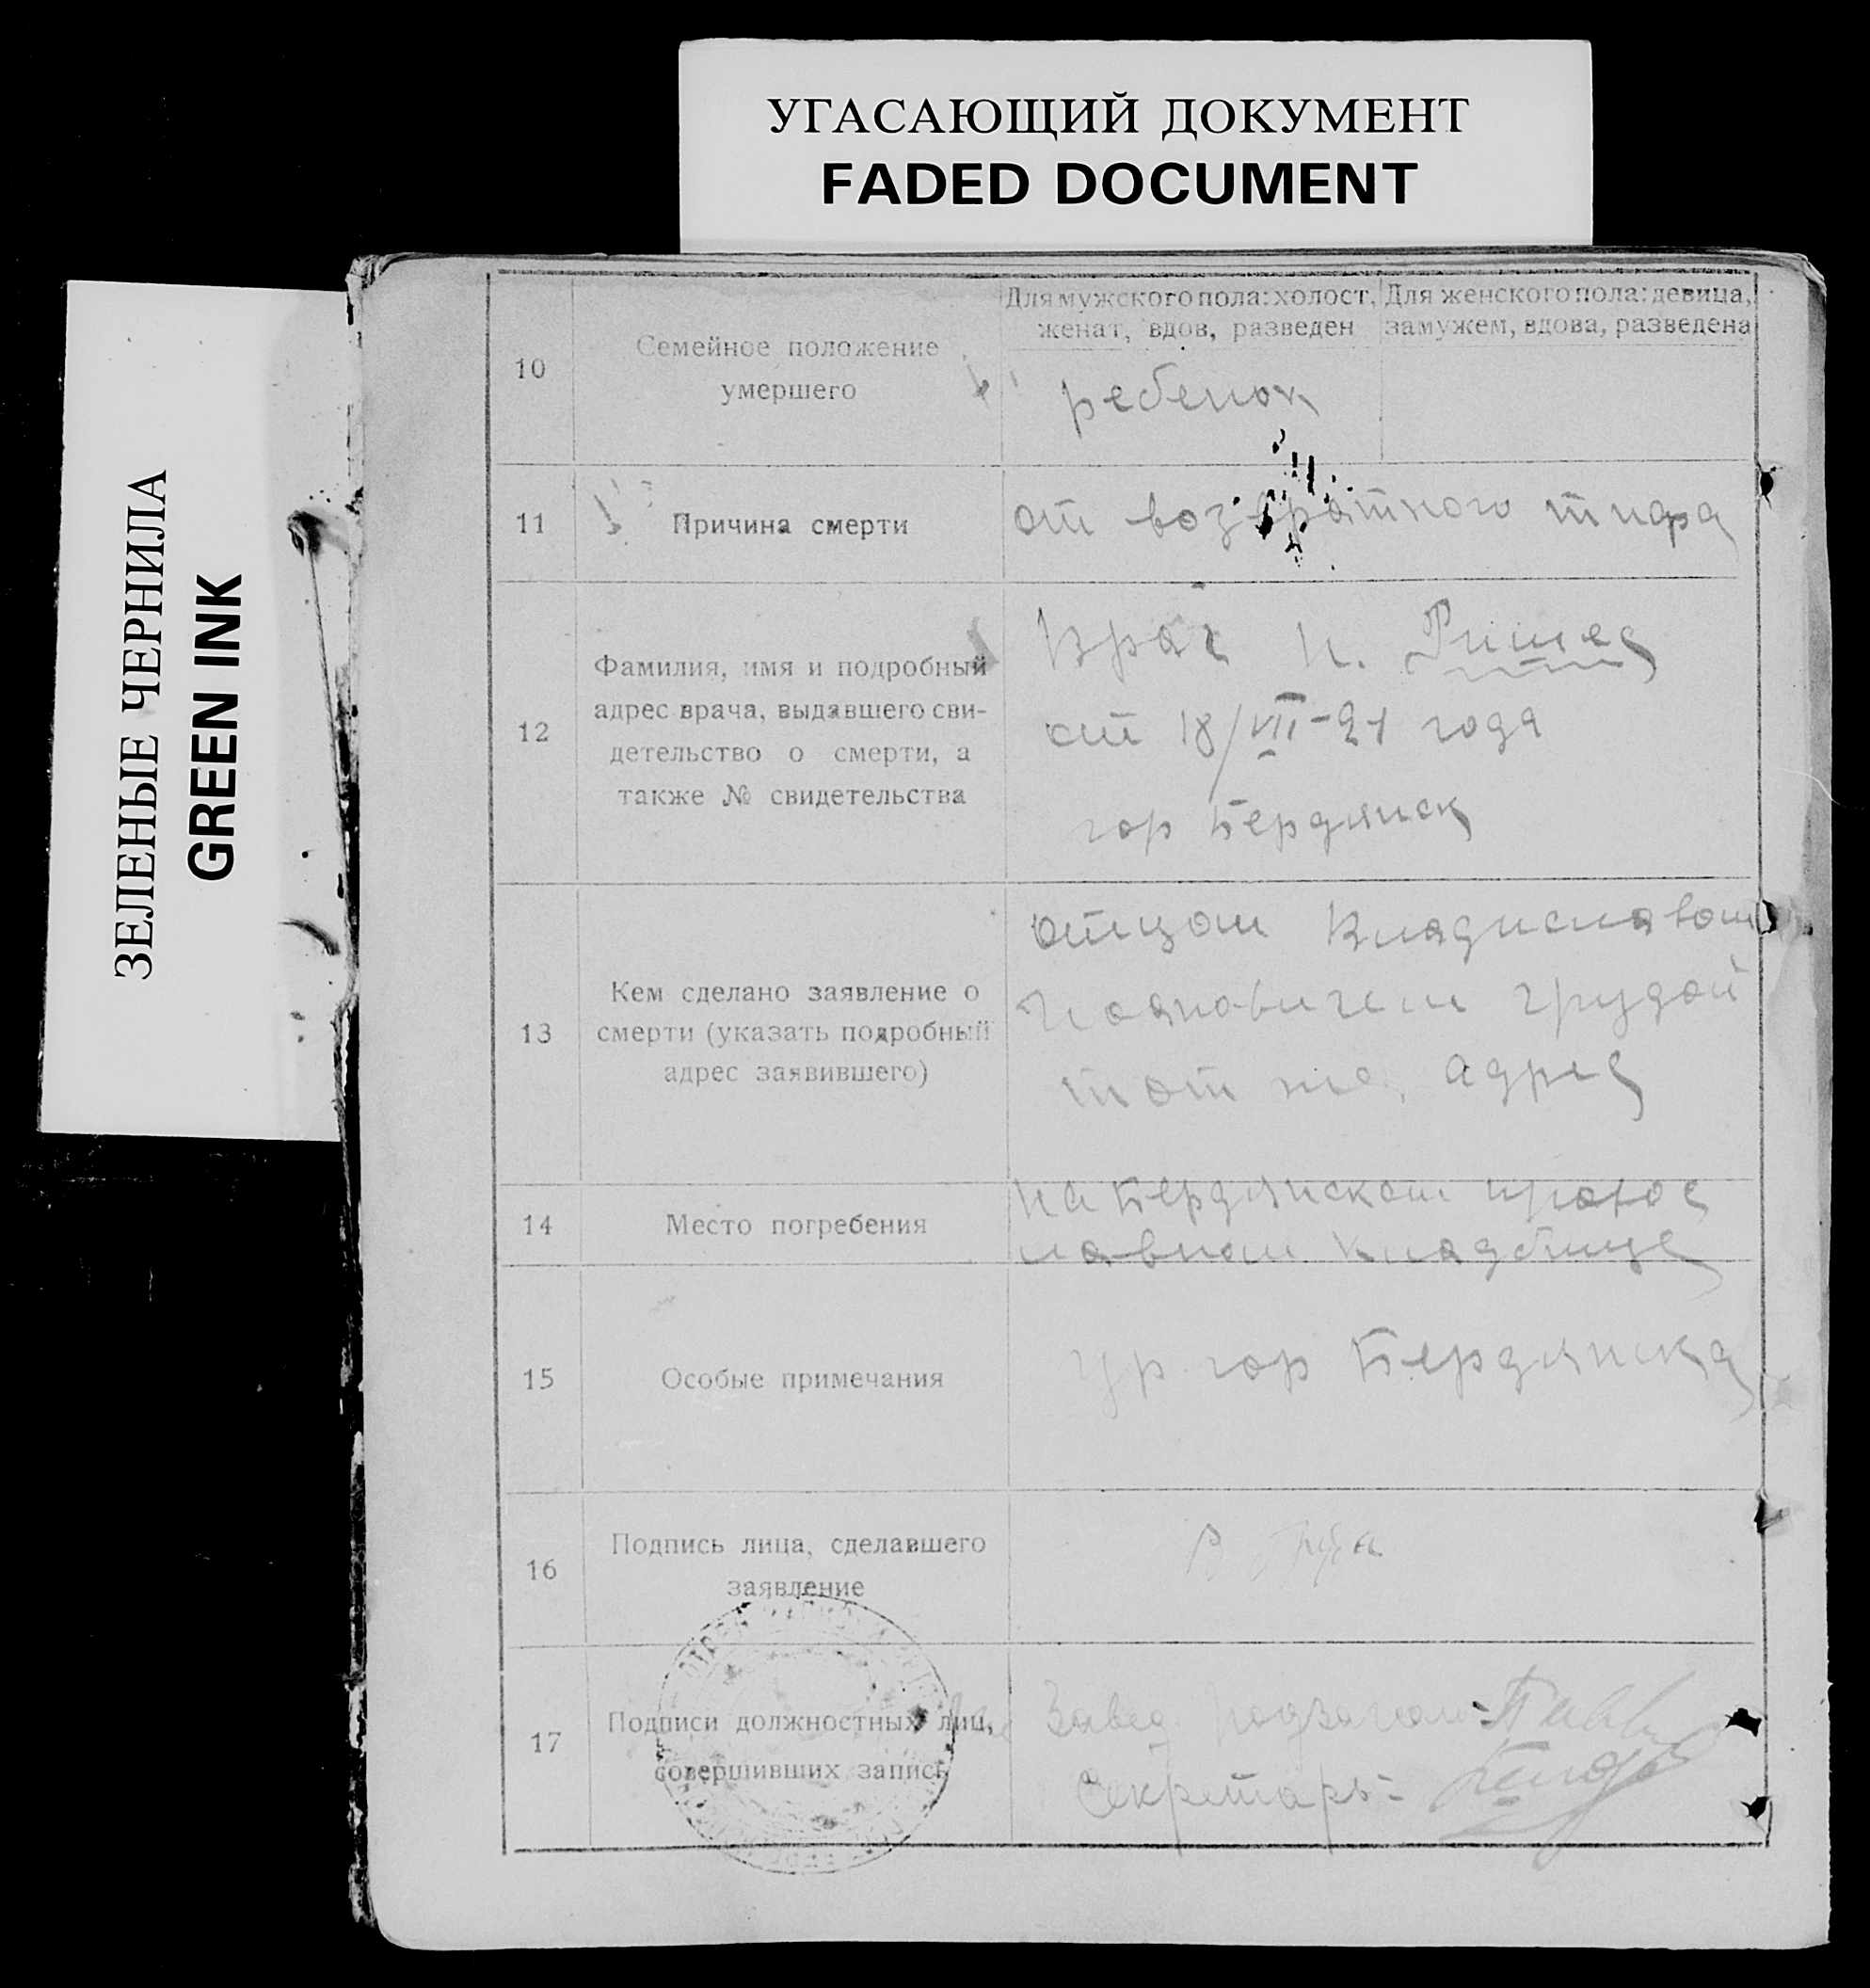 УГАСАЮЩИЙ ДОКУМЕНТ
FADED DOCUMENT
ЗЕЛЕНЫЕ ЧЕРНИЛА
GREEN INK
10
Семейное положение
умершего
Для мужского пола: холост,
женат, вдов, разведен
Для женского пола: девица,
замужем, вдова, разведена
ребенок
11
Причина смерти
от возвратного тифа
12
Фамилия, имя и подробный
адрес врача, выдавшего сви-
детельство о смерти, а
также № свидетельства
Врач
от 18/VII-21 года
гор Бердянск
13
Кем сделано заявление о
смерти (указать подробный
адрес заявившего)
отцом Владиславом
Грудой
тот же адрес
14
Место погребения
на Бердянском правос
лавном кладбище
15
Особые примечания
гр. гор Бердянска
16
Подпись лица, сделавшего
заявление
17
Подписи должностных лиц,
совершивших запись
Завед
Секретарь-